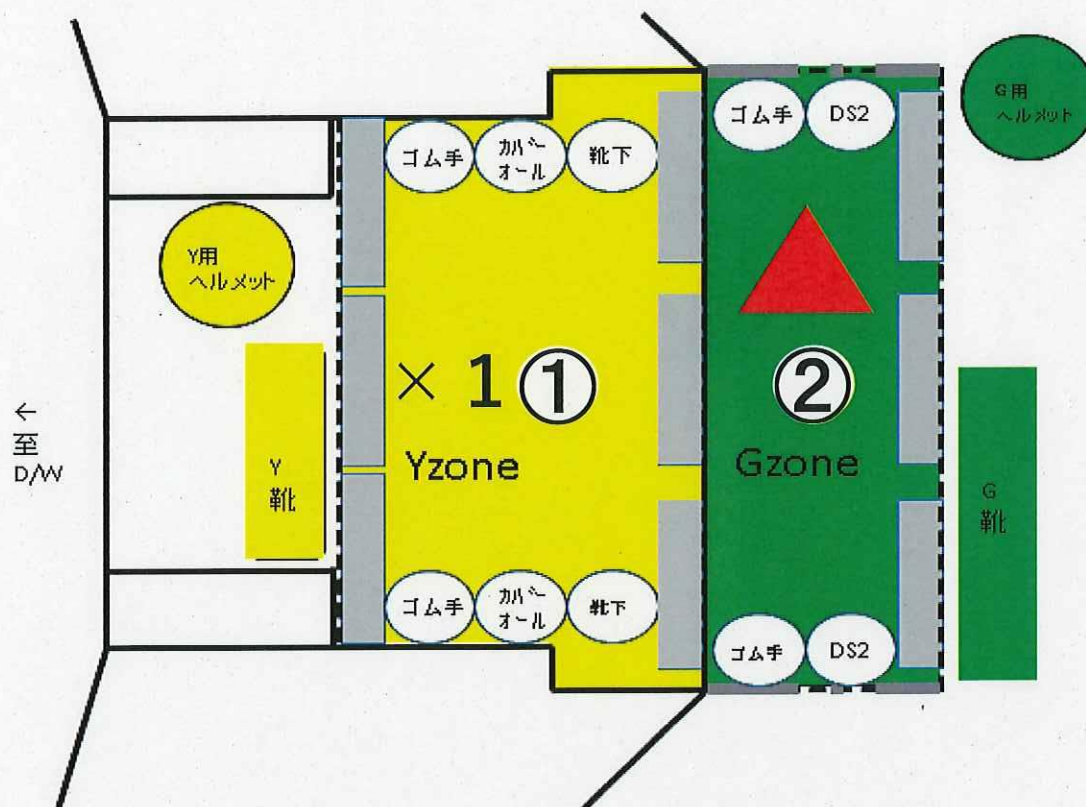 G用
ヘルメット
ゴム手
DS2
ゴム手
カバー
オール
靴下
Y用
ヘルメット
×1
①
②
Yzone
Gzone
←
至
D/W
Y
靴
G
靴
ゴム手
カバー
オール
靴下
ゴム手
DS2